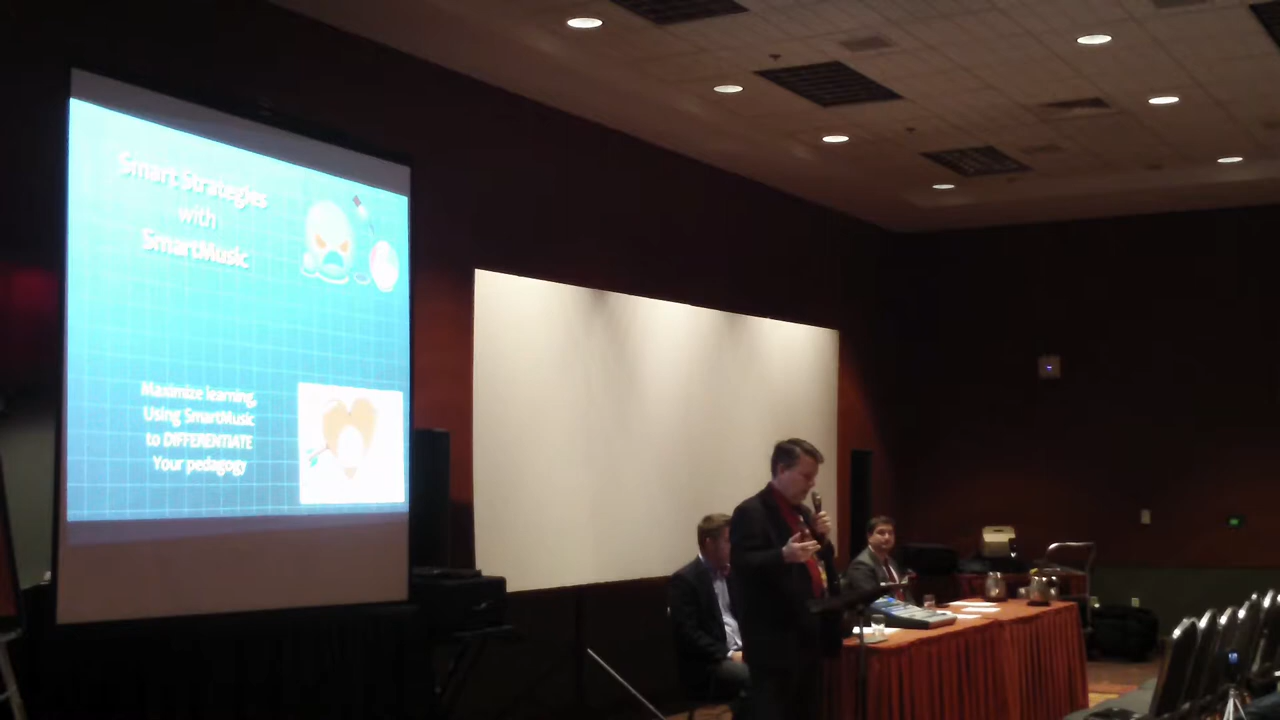 Smart Strategies
with
SmartMusic
Maximize learning,
Using SmartMusic
to DIFFERENTIATE
Your pedagogy